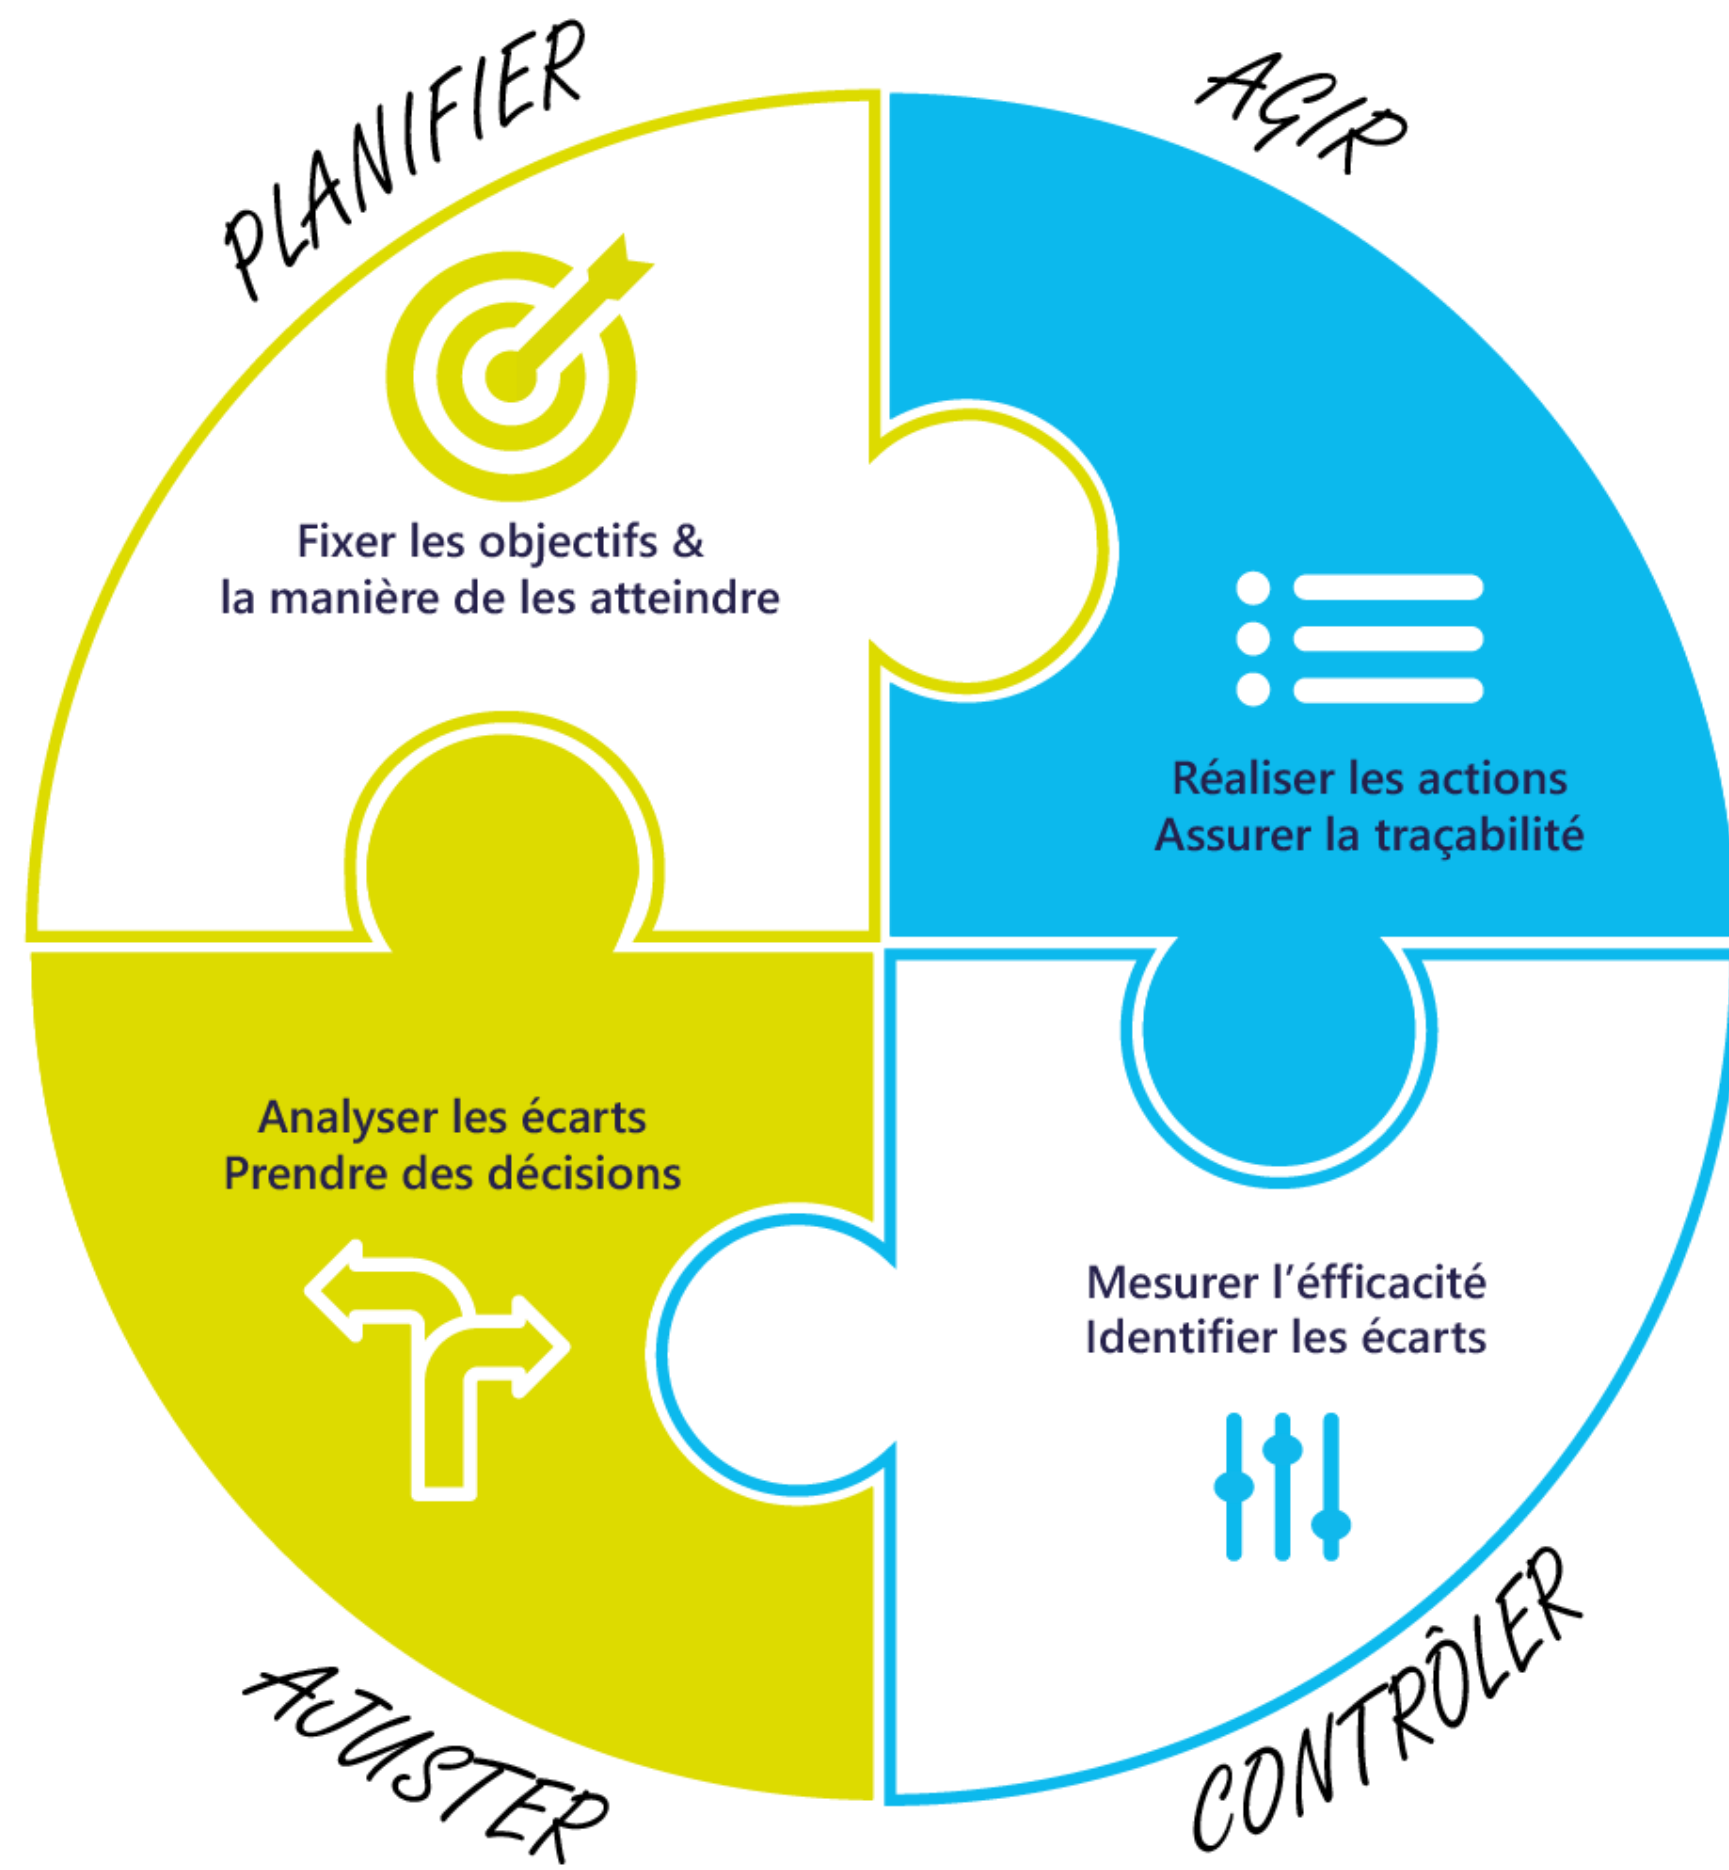 PLANIFIER
AGIR
Fixer les objectifs &
la manière de les atteindre
Réaliser les actions
Assurer la traçabilité
Analyser les écarts
Prendre des décisions
Mesurer l’éfficacité
Identifier les écarts
AJUSTER
CONTRÔLER